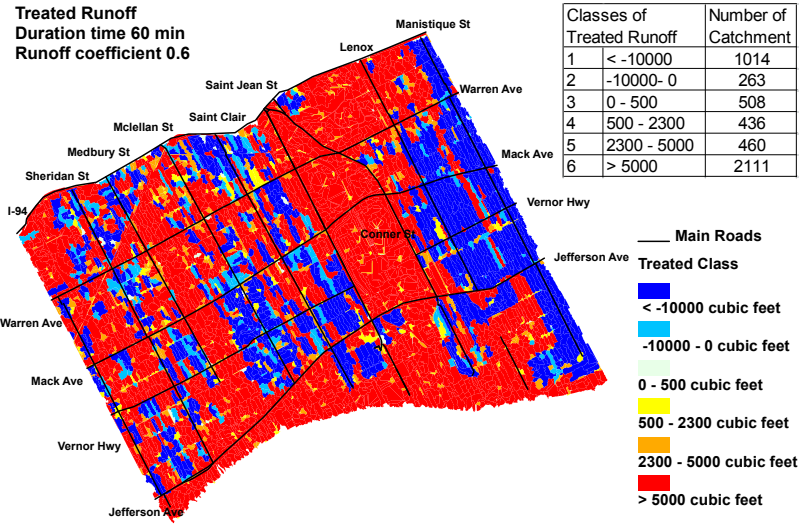 Treated Runoff
Duration time 60 min
Runoff coefficient 0.6
Classes of Treated Runoff Number of Catchment
1 < -10000 1014
2 -10000- 0 263
3 0 - 500 508
4 500 - 2300 436
5 2300 - 5000 460
6 > 5000 2111
Manistique St
Lenox
Saint Jean St
Warren Ave
Saint Clair
Mclellan St
Medbury St
Mack Ave
Sheridan St
Vernor Hwy
I-94
Conner St
Jefferson Ave
Warren Ave
Mack Ave
Vernor Hwy
Jefferson Ave
Main Roads
Treated Class
< -10000 cubic feet
-10000 - 0 cubic feet
0 - 500 cubic feet
500 - 2300 cubic feet
2300 - 5000 cubic feet
> 5000 cubic feet